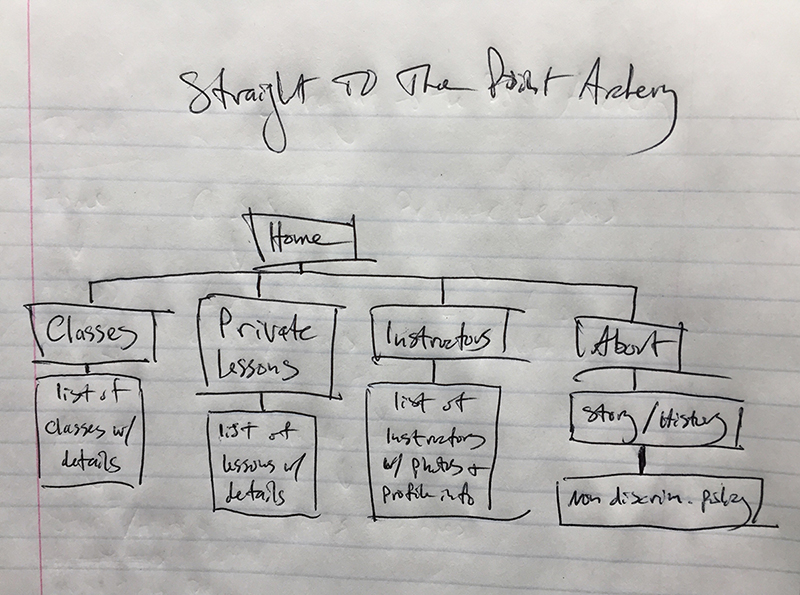 Straight To The Point Archery
Home
Classes
list of
classes w/
details
Private
Lessons
list of
lessons w/
details
Instructors
list of
Instructors
w/ photos +
profile info
About
Story/History
Non discrim. policy